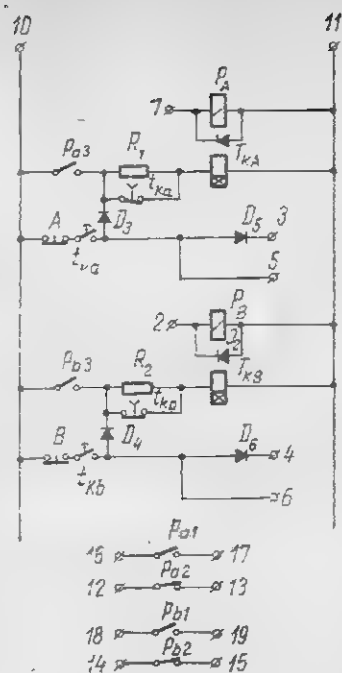 10 11
P_A
1
P_a3 R_1 T_KA
t_ka
A D_3 D_5 3
t_va
5
P_B
2
P_b3 R_2 T_KB
t_kb
B D_4 D_6 4
t_Kb
6
P_a1
16 17
P_a2
12 13
P_b1
18 19
P_b2
14 15